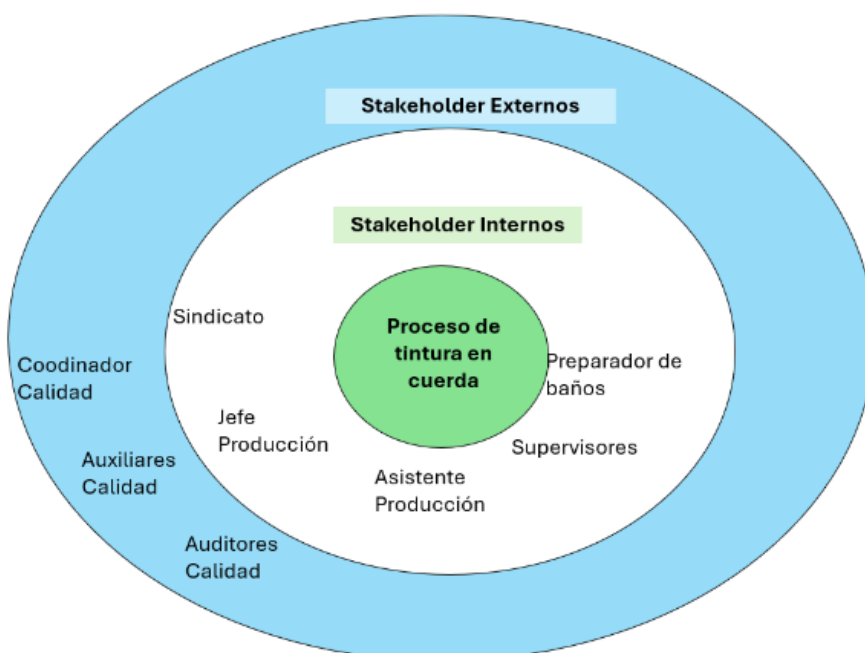 Stakeholder Externos
Stakeholder Internos
Sindicato
Proceso de
tintura en
cuerda
Coodinador
Calidad
Preparador de
baños
Jefe
Producción
Supervisores
Auxiliares
Calidad
Asistente
Producción
Auditores
Calidad